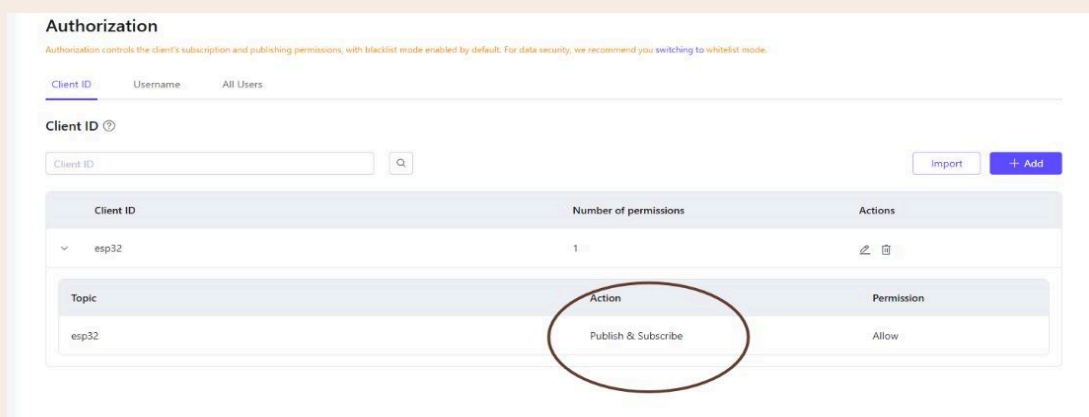 Authorization
Authorization controls the client's subscription and publishing permissions, with blacklist mode enabled by default. For data security, we recommend you switching to whitelist mode.
Client ID Username All Users
Client ID
Client ID
Import + Add
Client ID Number of permissions Actions
esp32 1
Topic Action Permission
esp32 Publish & Subscribe Allow